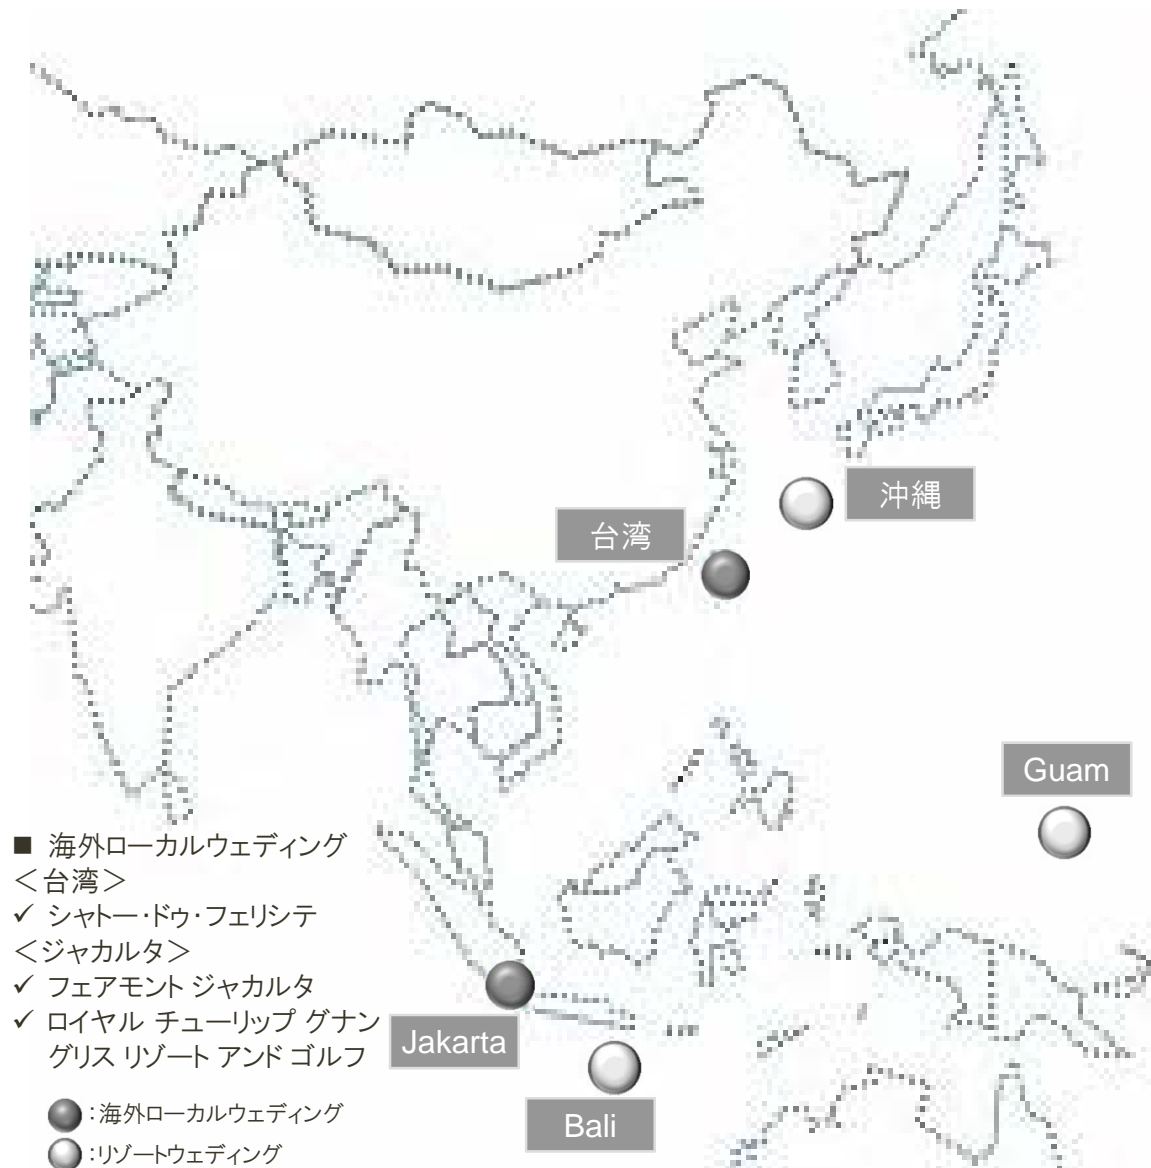 沖縄
台湾
Guam
■ 海外ローカルウェディング
＜台湾＞
✓ シャトー・ドゥ・フェリシテ
＜ジャカルタ＞
✓ フェアモント ジャカルタ
✓ ロイヤル チューリップ グナン
グリス リゾート アンド ゴルフ
Jakarta
Bali
：海外ローカルウェディング
：リゾートウェディング